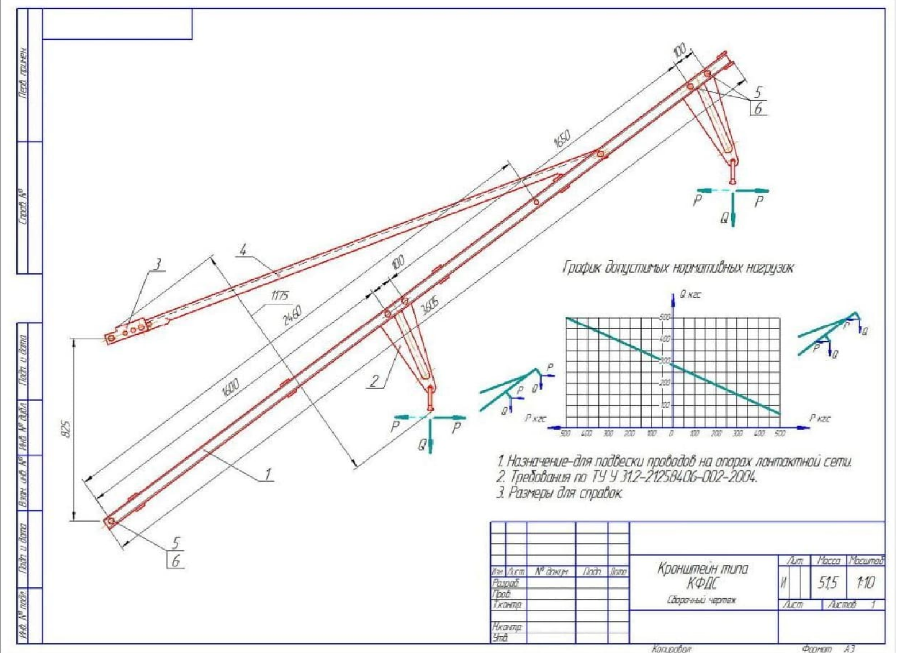 Перв. примен.
Справ. №
Подп. и дата
Инв. № дубл.
Взам. инв. №
Подп. и дата
Инв. № подл.
100
5
6
1650
P
P
Q
3
4
1175
2460
100
3605
1600
2
825
1
P
P
Q
5
6
График допустимых нормативных нагрузок
Q кгс
500
400
300
200
100
P кгс
500 400 300 200 100 0 100 200 300 400 500
P кгс
P
Q
P
Q
P
Q
P
Q
1. Назначение-для подвески проводов на опорах лантактной сети.
2. Требования по ТУ У 31.2-21258406-002-2004.
3. Размеры для справок.
Изм Лист № докум. Подп. Дата
Разраб.
Пров.
Т.контр.
Н.контр.
Утв.
Кронштейн типа
КФДС
Сборочный чертеж
Лит. Масса Масштаб
И 51,5 1:10
Лист Листов 1
Копировал Формат А3